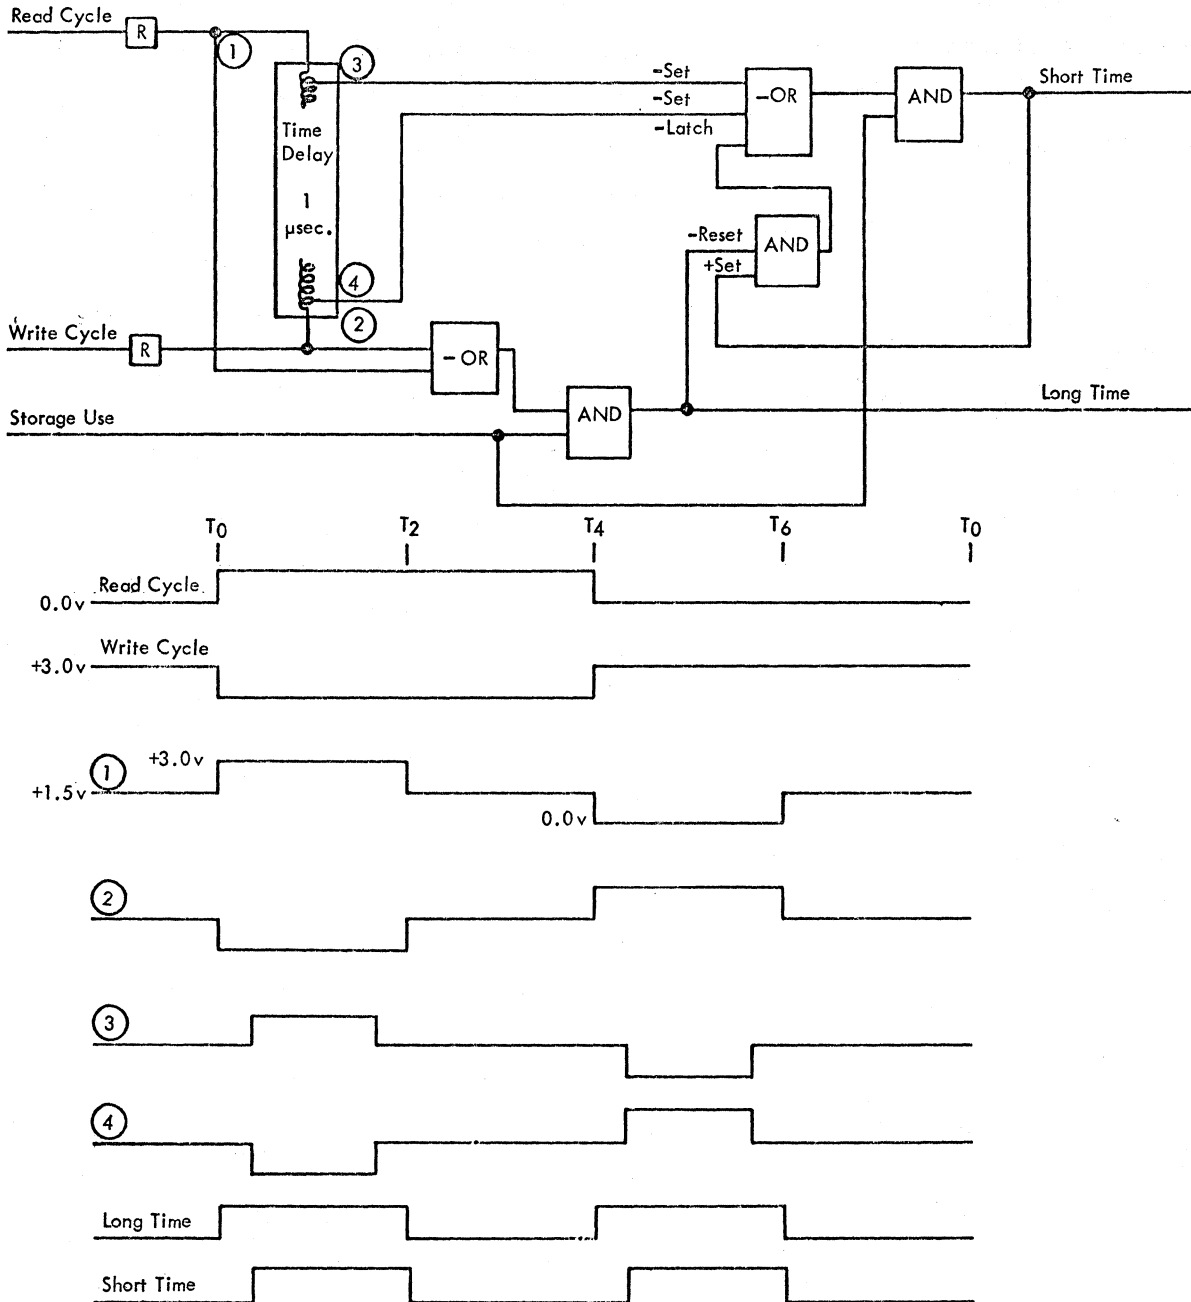 Read Cycle
R
1
3
Time
Delay
1
μsec.
4
2
-Set
-Set
-Latch
-OR
AND
Short Time
-Reset
+Set
AND
Write Cycle
R
-OR
Storage Use
AND
Long Time
T0 T2 T4 T6 T0
Read Cycle
0.0v
Write Cycle
+3.0v
1
+3.0v
+1.5v
0.0v
2
3
4
Long Time
Short Time